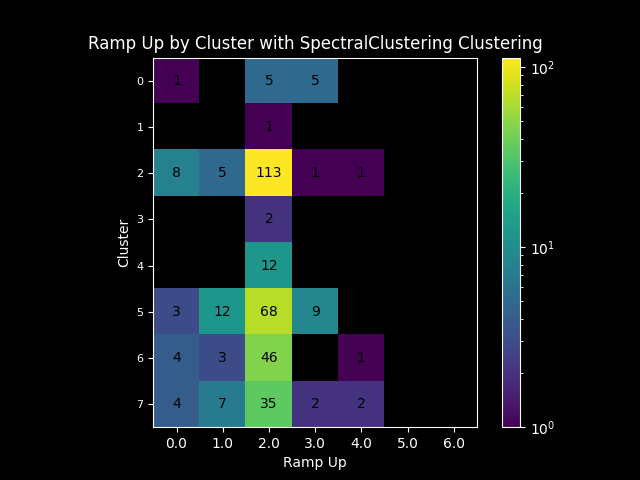 Ramp Up by Cluster with SpectralClustering Clustering
0 1 5 5
1 1
2 8 5 113 1 1
3 2
4 12
5 3 12 68 9
6 4 3 46 1
7 4 7 35 2 2
0.0 1.0 2.0 3.0 4.0 5.0 6.0
Ramp Up
Cluster
10²
10¹
10⁰